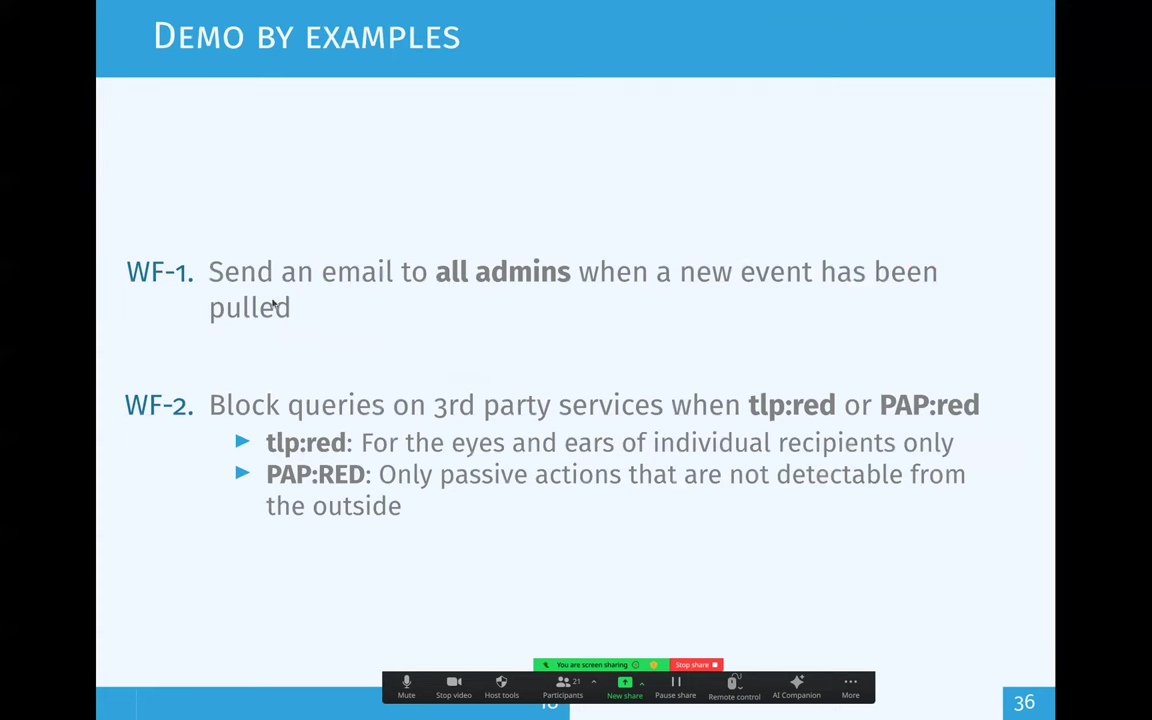 DEMO BY EXAMPLES
WF-1. Send an email to all admins when a new event has been
pulled
WF-2. Block queries on 3rd party services when tlp:red or PAP:red
tlp:red: For the eyes and ears of individual recipients only
PAP:RED: Only passive actions that are not detectable from
the outside
You are screen sharing Stop share
21
Mute Stop video Host tools Participants New share Pause share Remote control AI Companion More
36